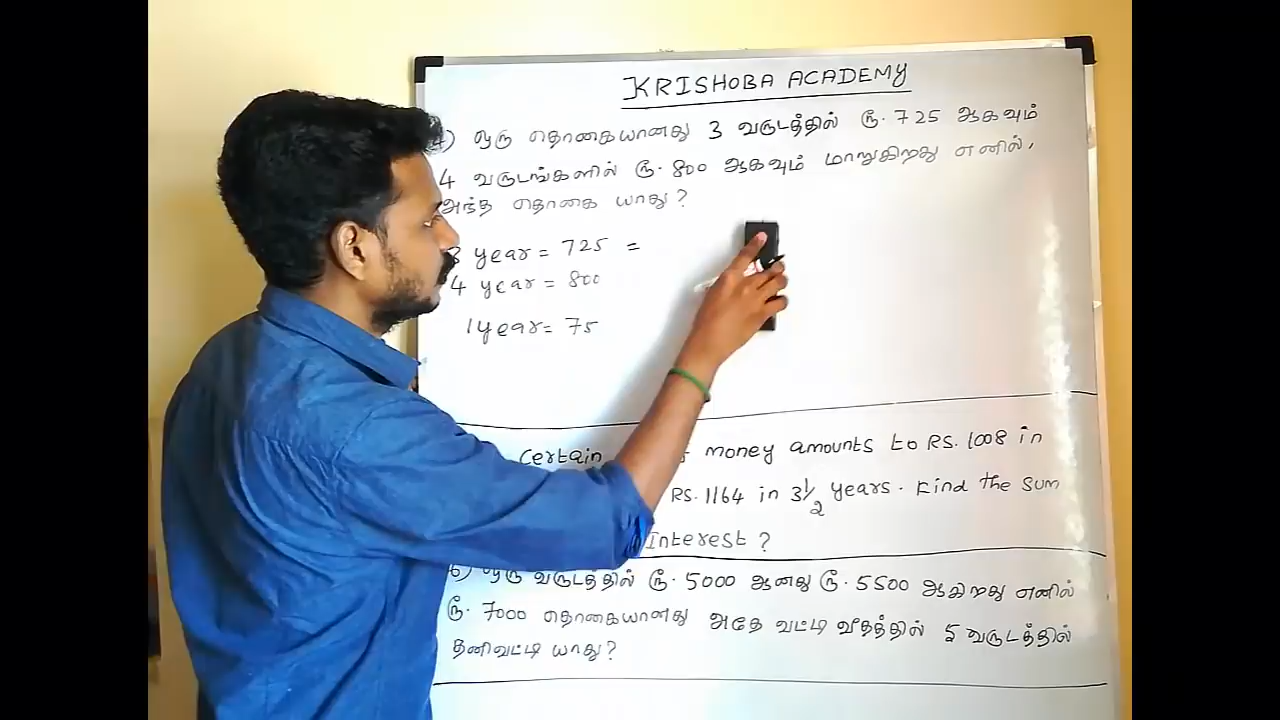 KRISHOBA ACADEMY
4) ஒரு தொகையானது 3 வருடத்தில் ரூ. 725 ஆகவும்
4 வருடங்களில் ரூ. 800 ஆகவும் மாறுகிறது எனில்,
அந்த தொகை யாது?
3 year = 725 =
4 year = 800
1 year = 75
Certain money amounts to RS. 1008 in
RS. 1164 in 3 1/2 years. Find the sum
Interest ?
6) ஒரு வருடத்தில் ரூ. 5000 ஆனது ரூ. 5500 ஆகிறது எனில்
ரூ. 7000 தொகையானது அதே வட்டி வீதத்தில் 5 வருடத்தில்
தனிவட்டி யாது?